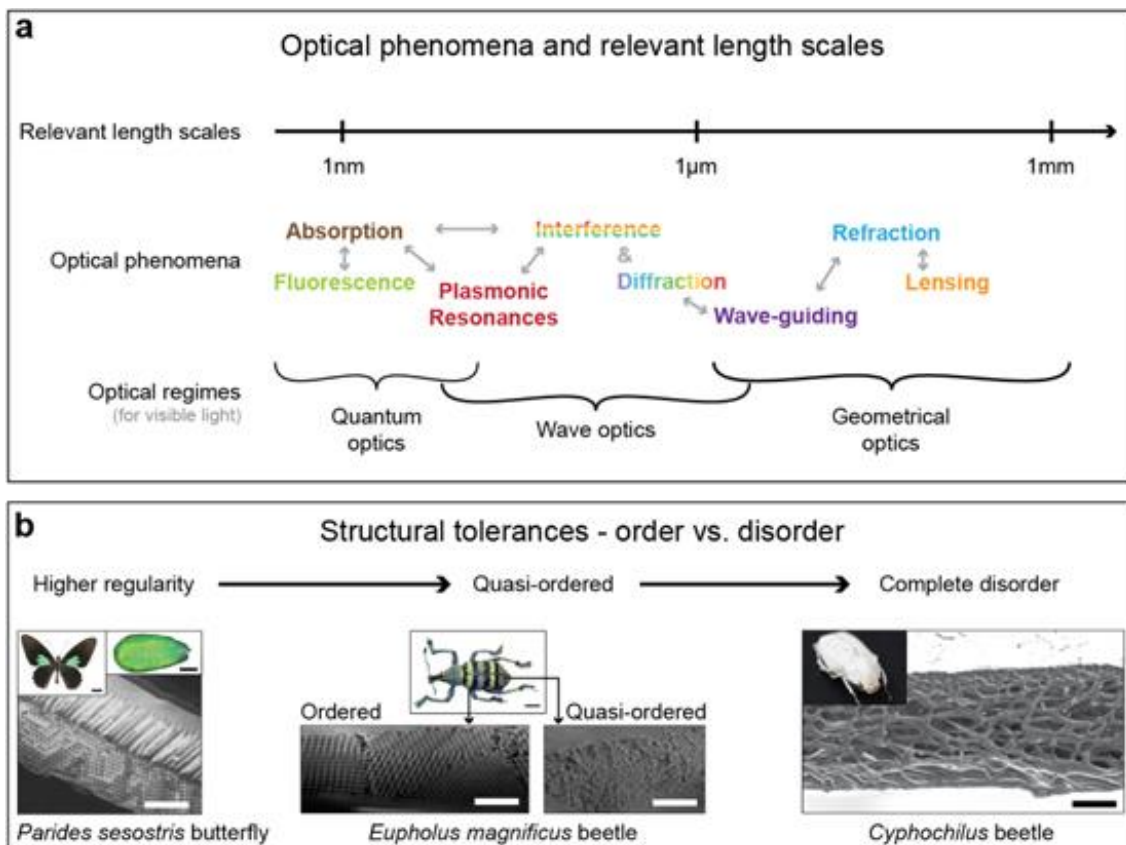 a
Optical phenomena and relevant length scales
Relevant length scales
1nm
1μm
1mm
Optical phenomena
Absorption
Interference
Refraction
&
Fluorescence
Plasmonic
Resonances
Diffraction
Lensing
Wave-guiding
Optical regimes
(for visible light)
Quantum
optics
Wave optics
Geometrical
optics
b
Structural tolerances - order vs. disorder
Higher regularity
Quasi-ordered
Complete disorder
Ordered
Quasi-ordered
Parides sesostris butterfly
Eupholus magnificus beetle
Cyphochilus beetle